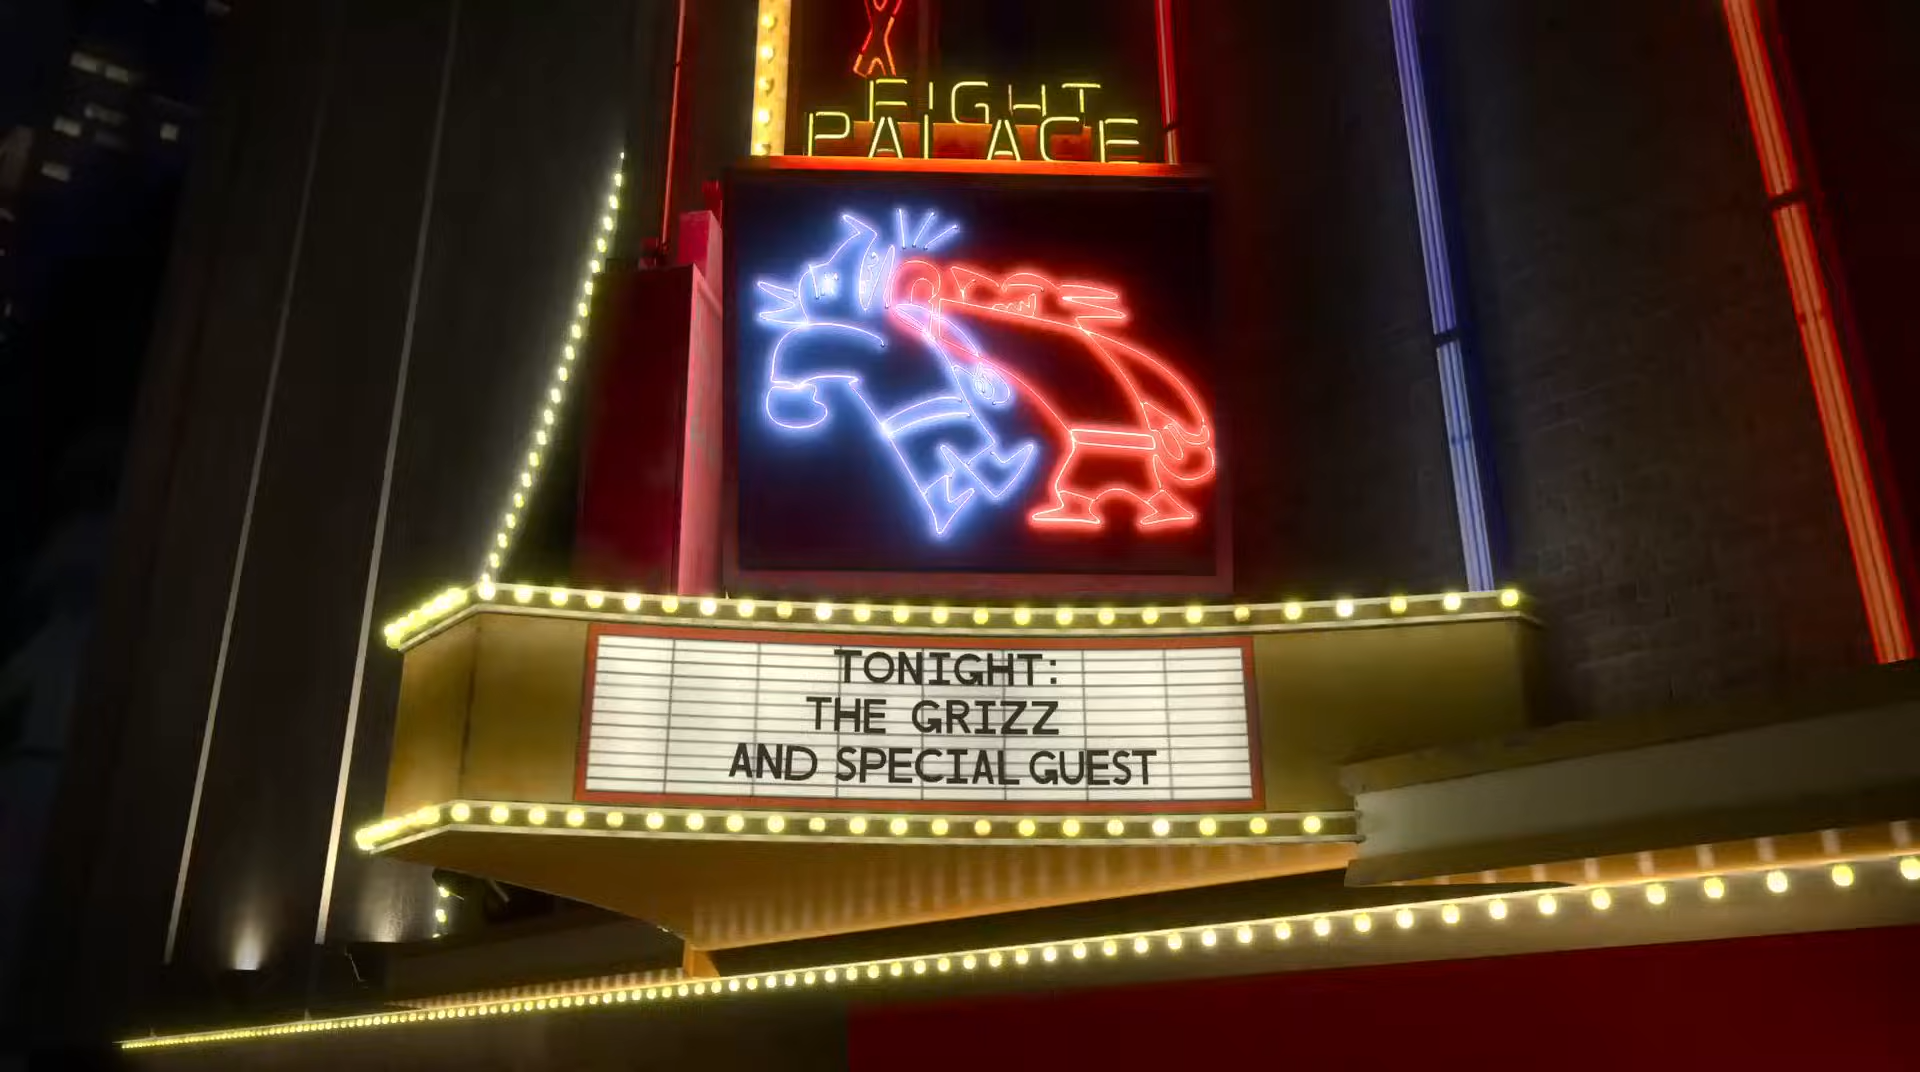 FIGHT
PALACE
TONIGHT:
THE GRIZZ
AND SPECIAL GUEST